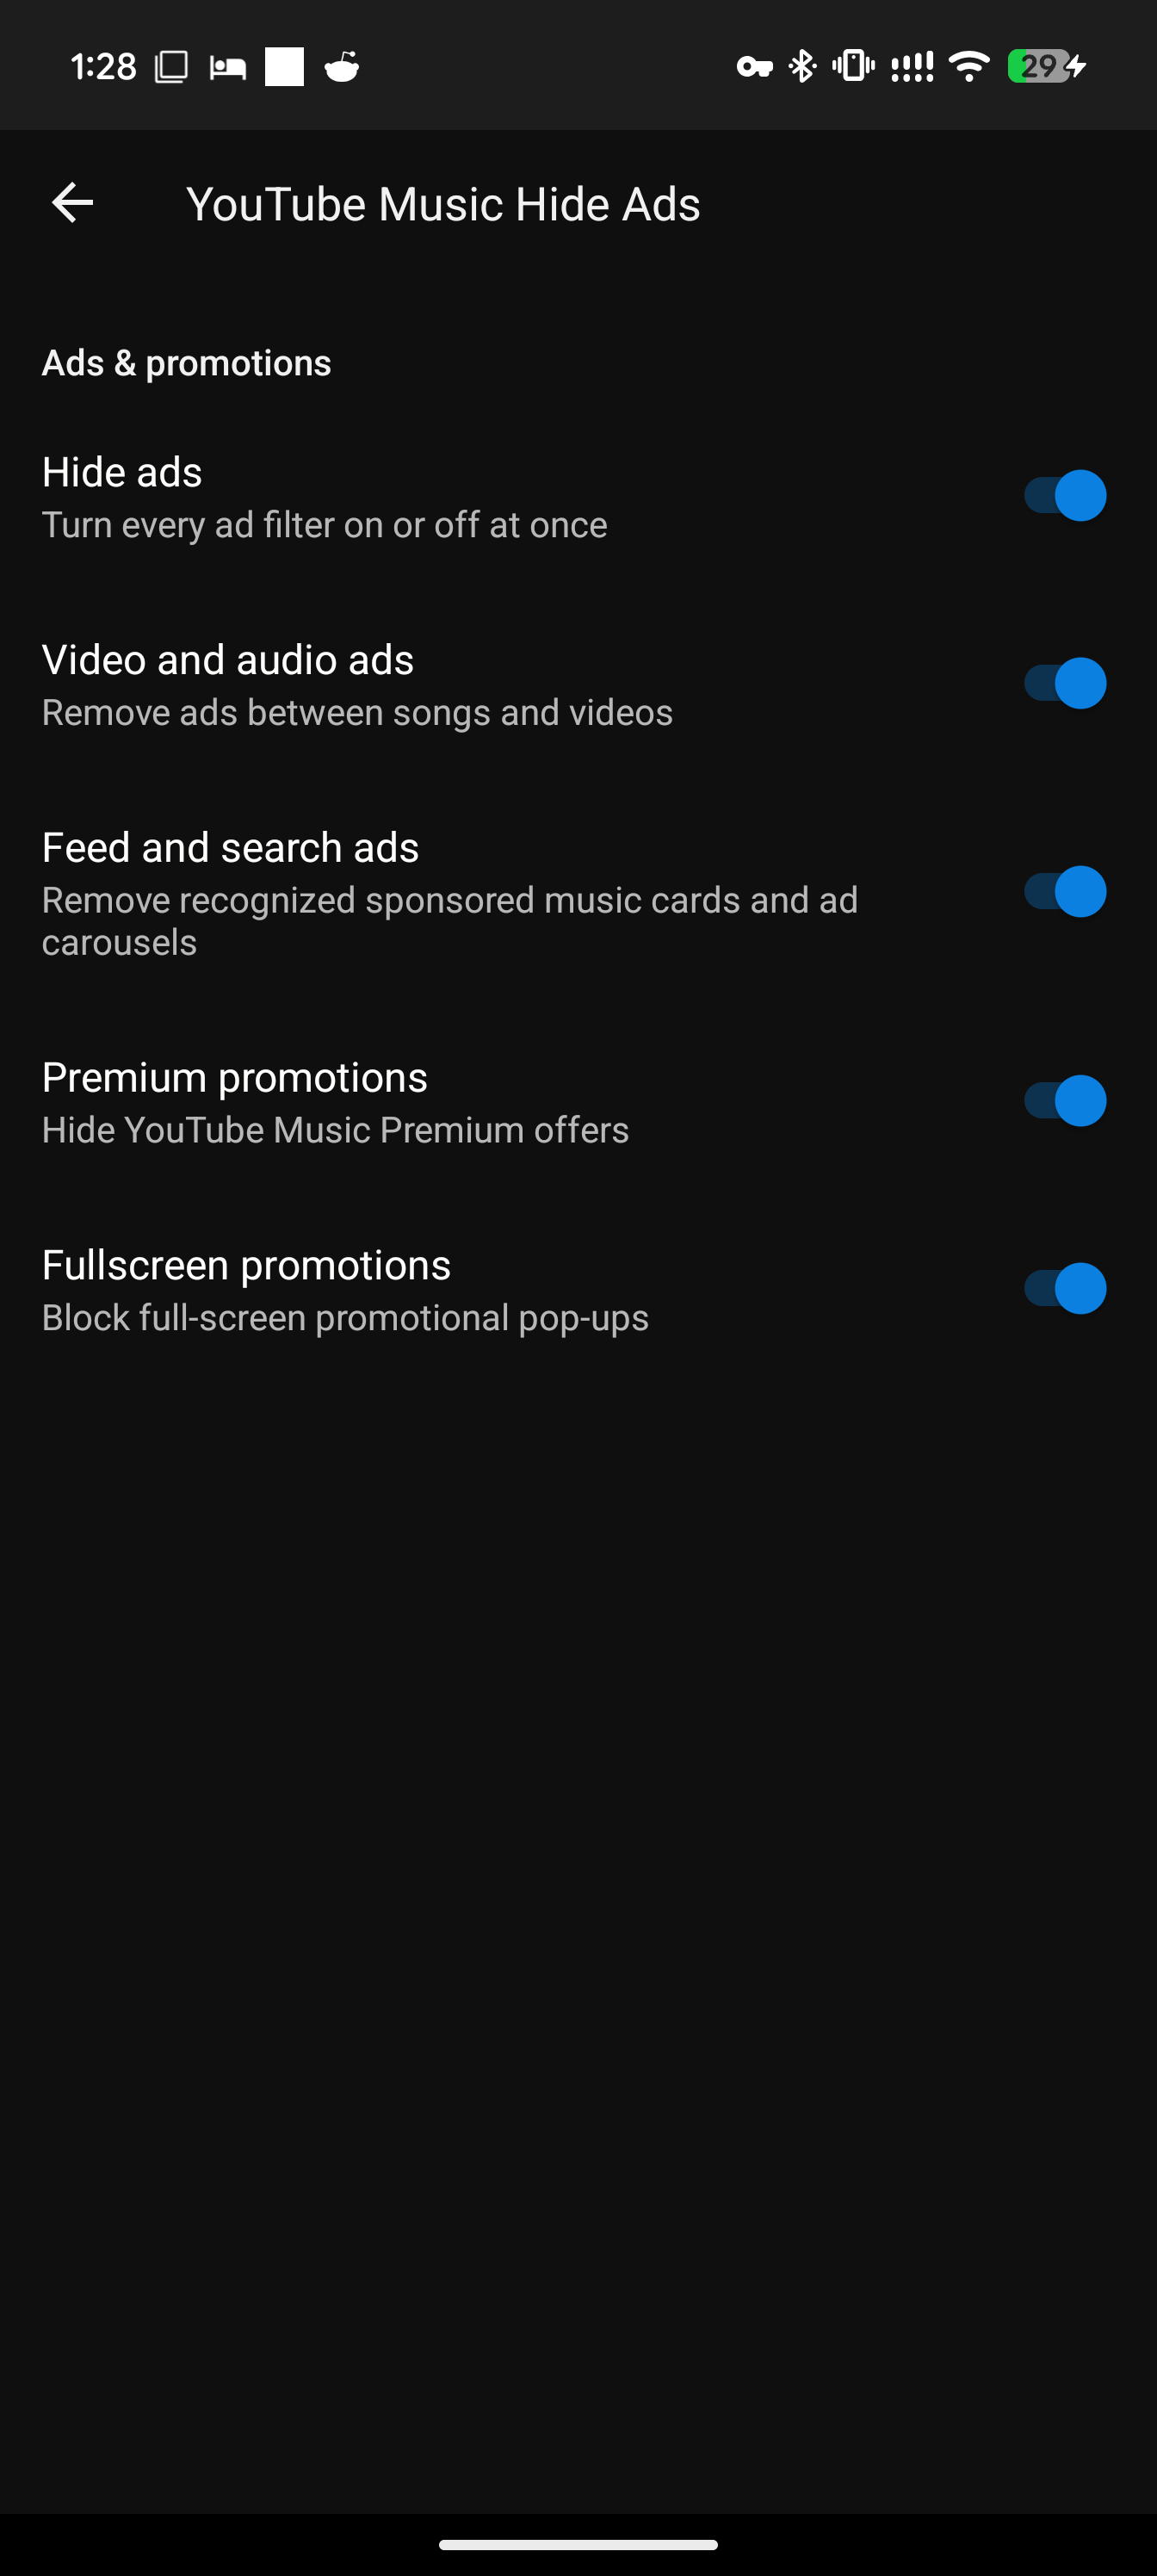 1:28
29
YouTube Music Hide Ads
Ads & promotions
Hide ads
Turn every ad filter on or off at once
Video and audio ads
Remove ads between songs and videos
Feed and search ads
Remove recognized sponsored music cards and ad
carousels
Premium promotions
Hide YouTube Music Premium offers
Fullscreen promotions
Block full-screen promotional pop-ups